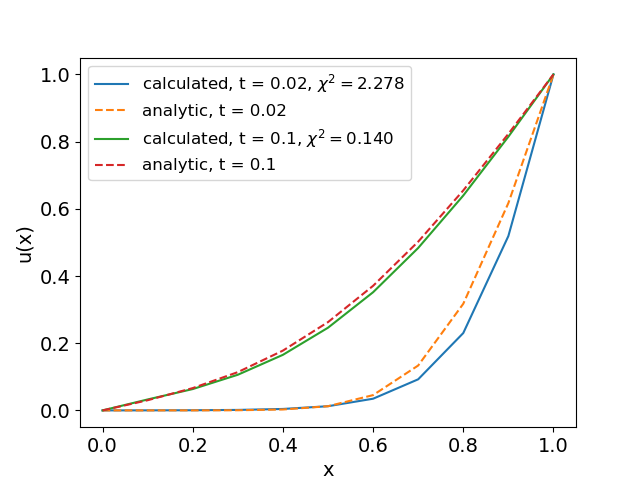 calculated, t = 0.02, χ² = 2.278
analytic, t = 0.02
calculated, t = 0.1, χ² = 0.140
analytic, t = 0.1
u(x)
1.0
0.8
0.6
0.4
0.2
0.0
0.0 0.2 0.4 0.6 0.8 1.0
x